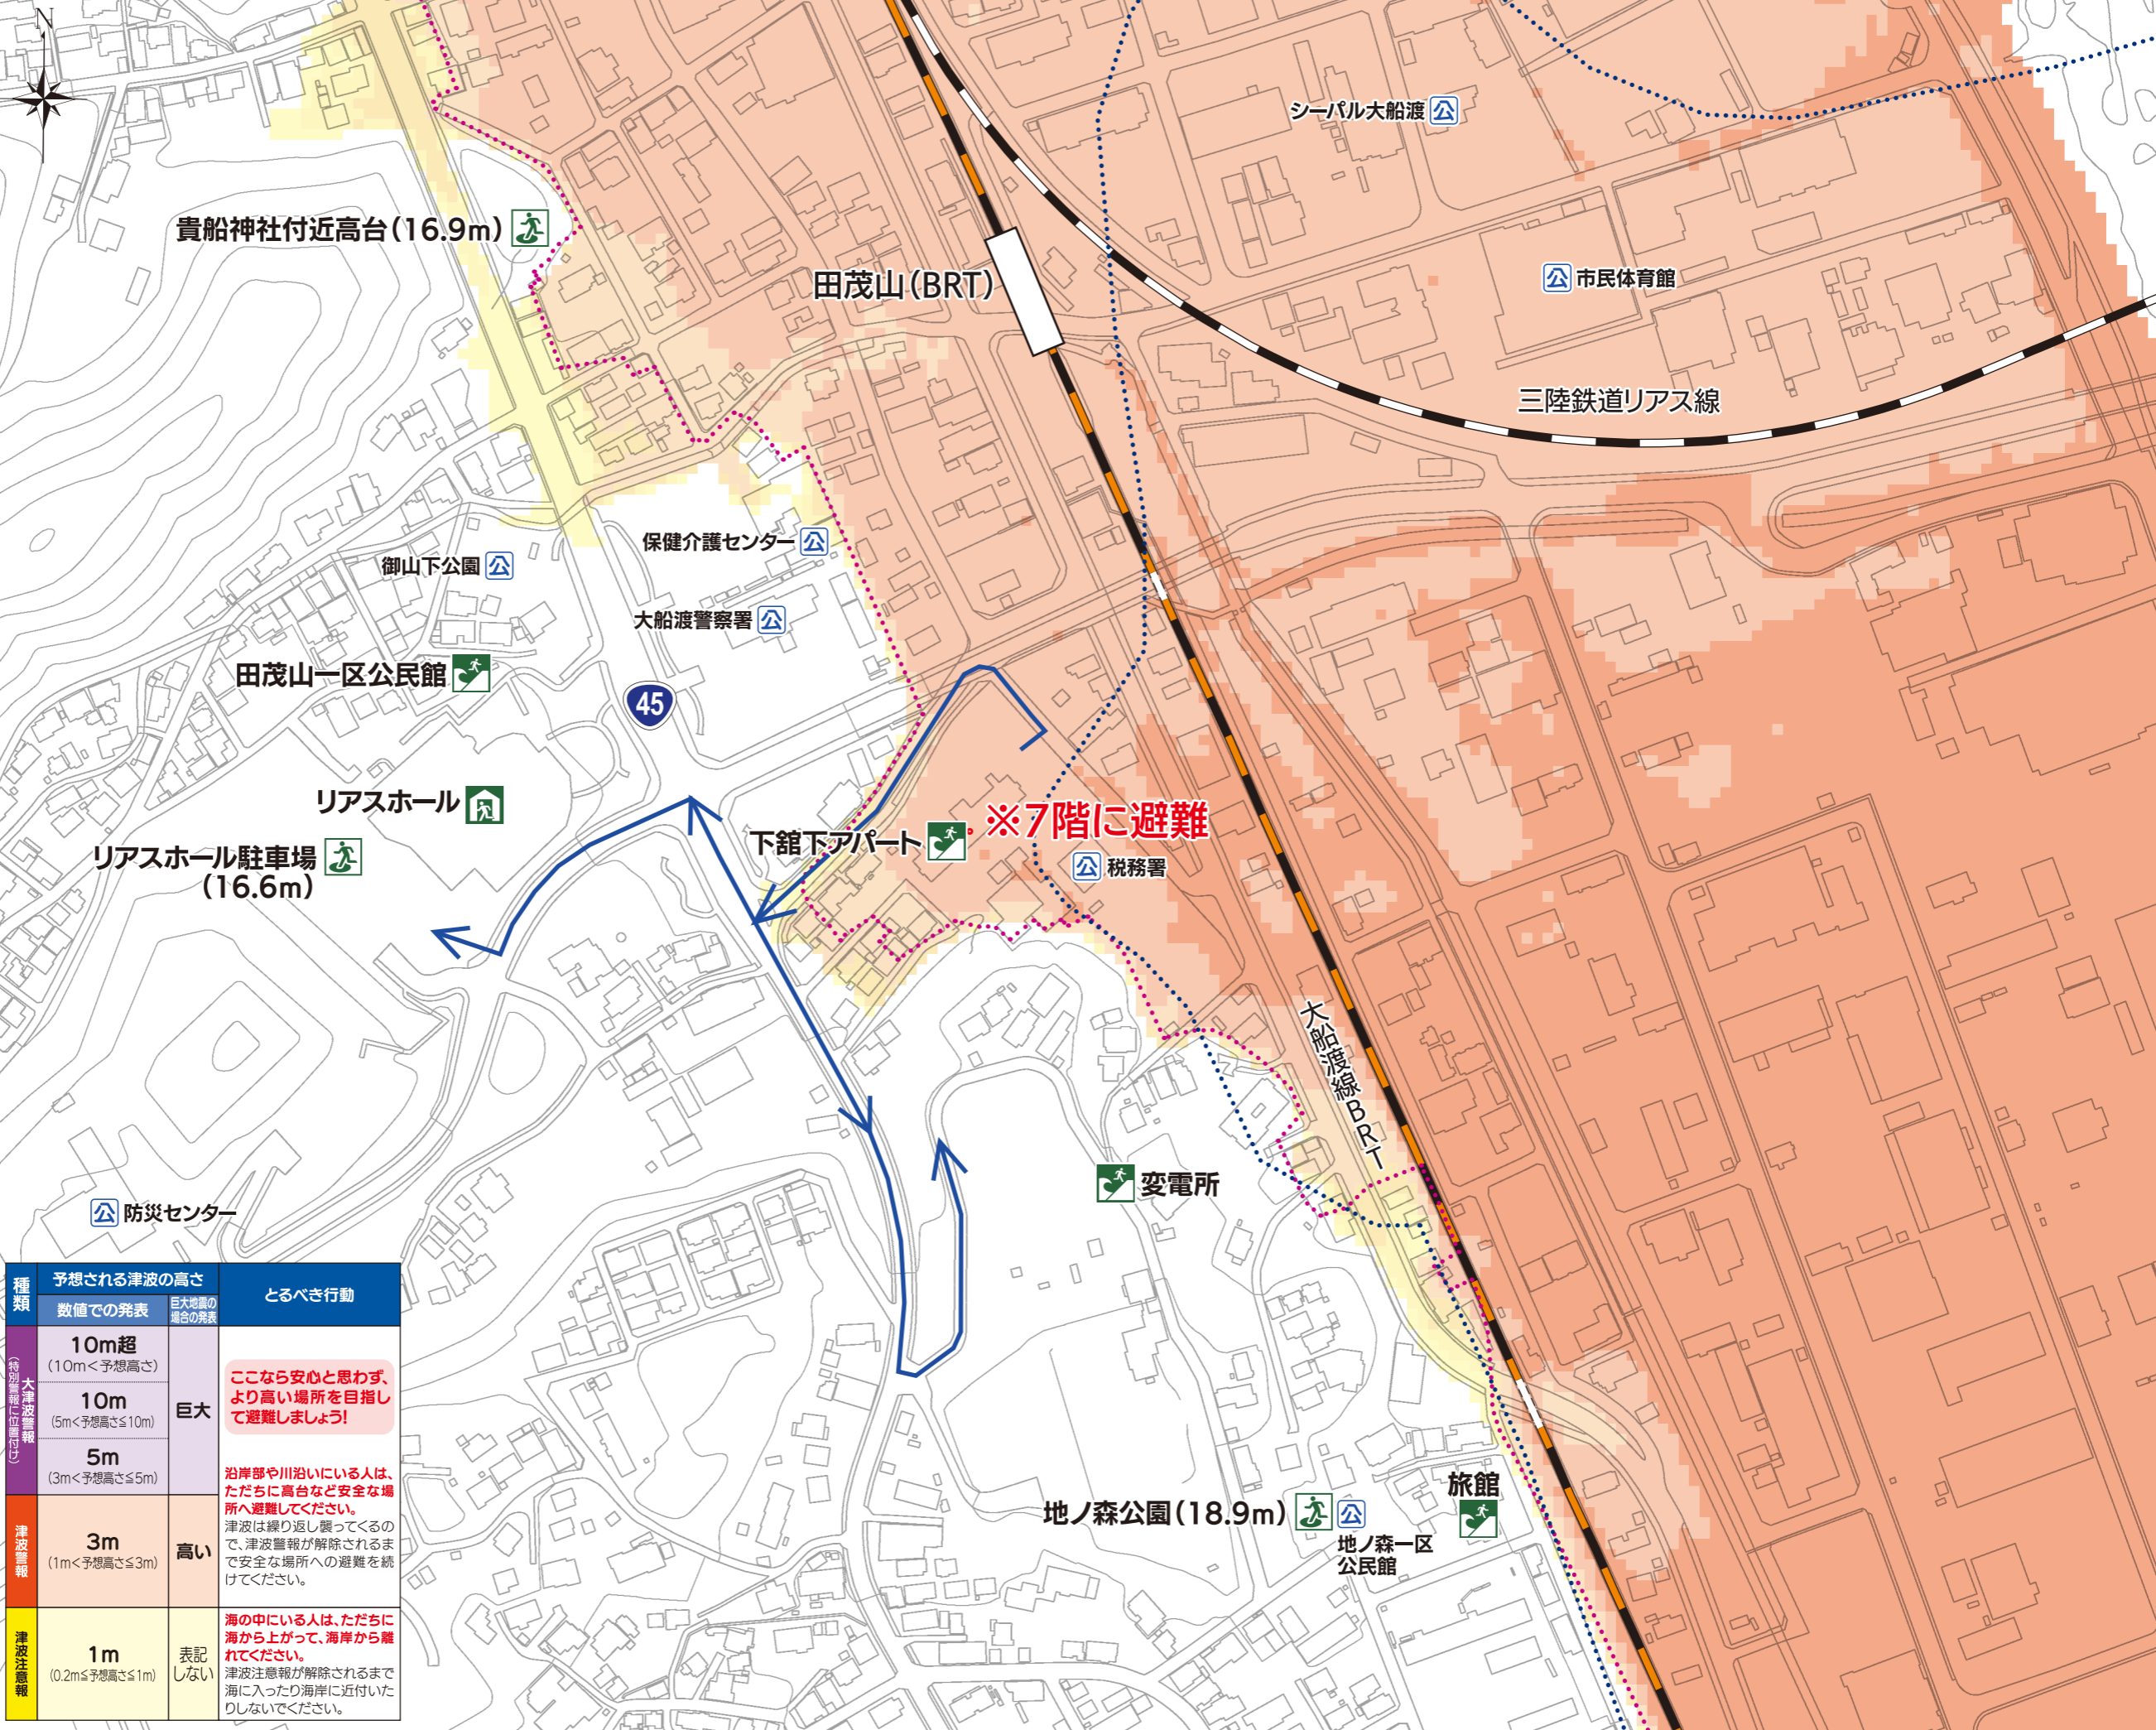 N
シーパル大船渡 公
貴船神社付近高台（16.9m）
田茂山（BRT）
公 市民体育館
三陸鉄道リアス線
保健介護センター 公
御山下公園 公
大船渡警察署 公
田茂山一区公民館
45
リアスホール
※7階に避難
下舘下アパート
公 税務署
リアスホール駐車場
（16.6m）
大船渡線BRT
変電所
公 防災センター
旅館
地ノ森公園（18.9m） 公
地ノ森一区
公民館
種類
予想される津波の高さ
とるべき行動
数値での発表
巨大地震の
場合の発表
大津波警報
（特別警報に位置付け）
10m超
（10m＜予想高さ）
10m
（5m＜予想高さ≦10m）
5m
（3m＜予想高さ≦5m）
巨大
ここなら安心と思わず、
より高い場所を目指し
て避難しましょう！
沿岸部や川沿いにいる人は、
ただちに高台など安全な場
所へ避難してください。
津波は繰り返し襲ってくるの
で、津波警報が解除されるま
で安全な場所への避難を続
けてください。
津波警報
3m
（1m＜予想高さ≦3m）
高い
津波注意報
1m
（0.2m≦予想高さ≦1m）
表記
しない
海の中にいる人は、ただちに
海から上がって、海岸から離
れてください。
津波注意報が解除されるまで
海に入ったり海岸に近付いた
りしないでください。